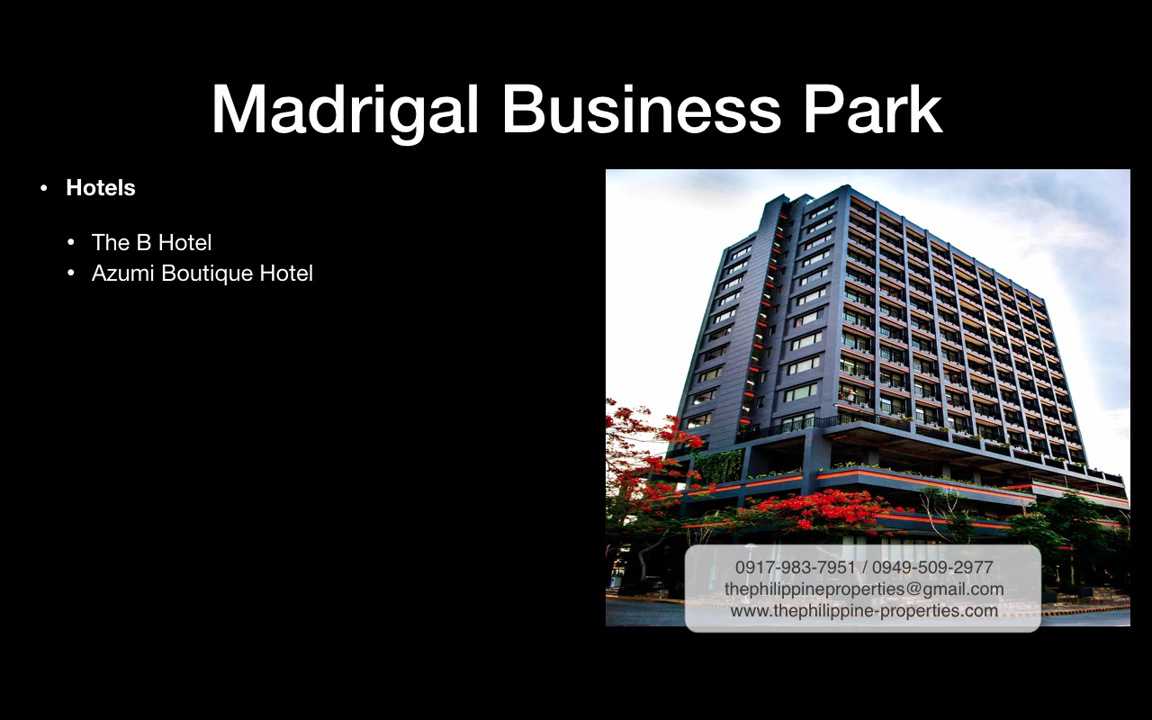 Madrigal Business Park
• Hotels
• The B Hotel
• Azumi Boutique Hotel
0917-983-7951 / 0949-509-2977
thephilippineproperties@gmail.com
www.thephilippine-properties.com